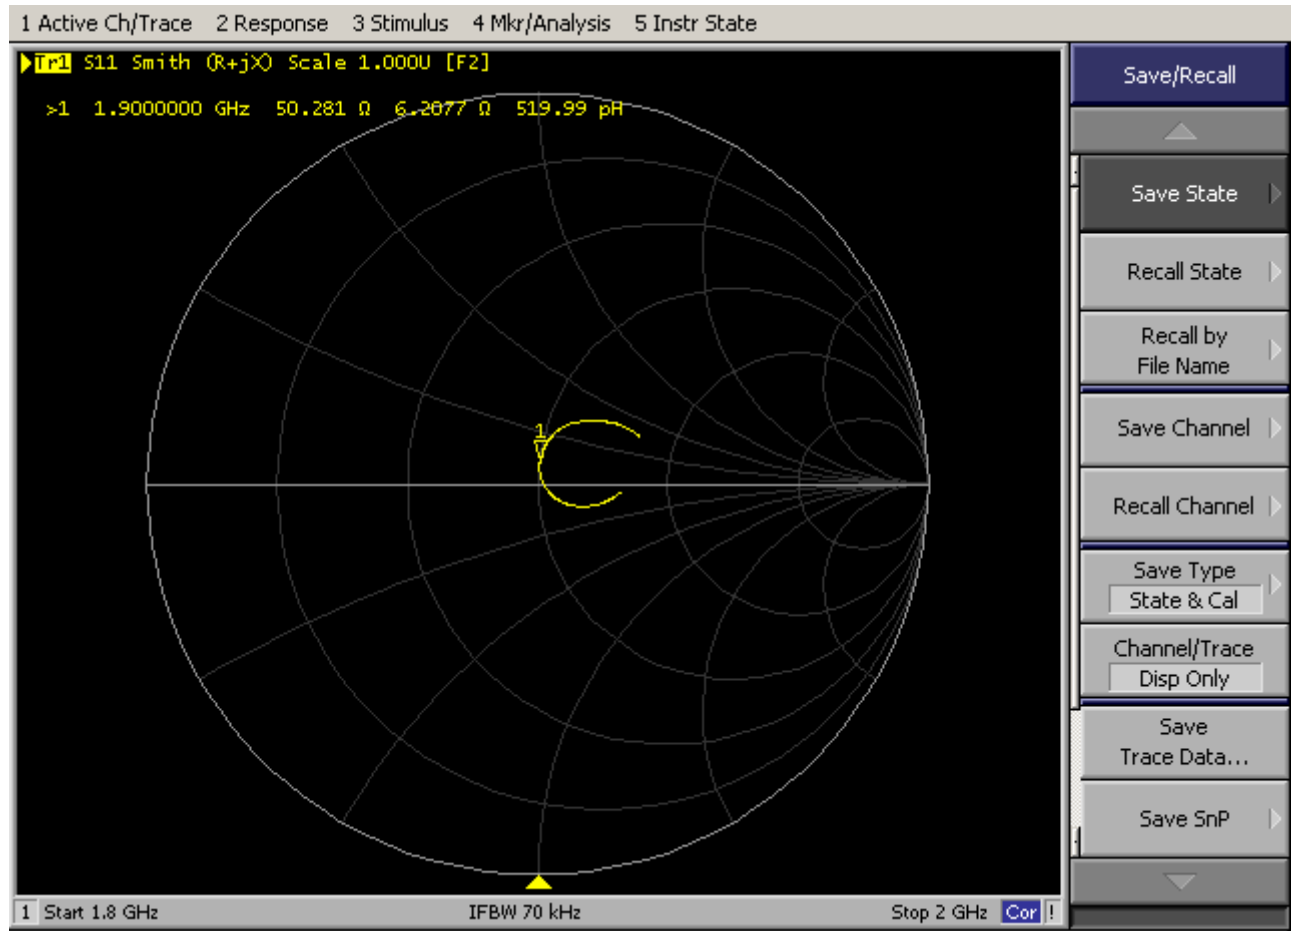 1 Active Ch/Trace 2 Response 3 Stimulus 4 Mkr/Analysis 5 Instr State
Tr1 S11 Smith (R+jX) Scale 1.000U [F2]
>1 1.9000000 GHz 50.281 Ω 6.2077 Ω 519.99 pH
1
Save/Recall
Save State
Recall State
Recall by
File Name
Save Channel
Recall Channel
Save Type
State & Cal
Channel/Trace
Disp Only
Save
Trace Data...
Save SnP
1 Start 1.8 GHz IFBW 70 kHz Stop 2 GHz Cor !